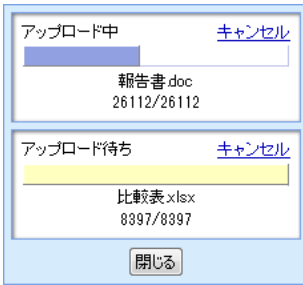 アップロード中 キャンセル
報告書.doc
26112/26112
アップロード待ち キャンセル
比較表.xlsx
8397/8397
閉じる